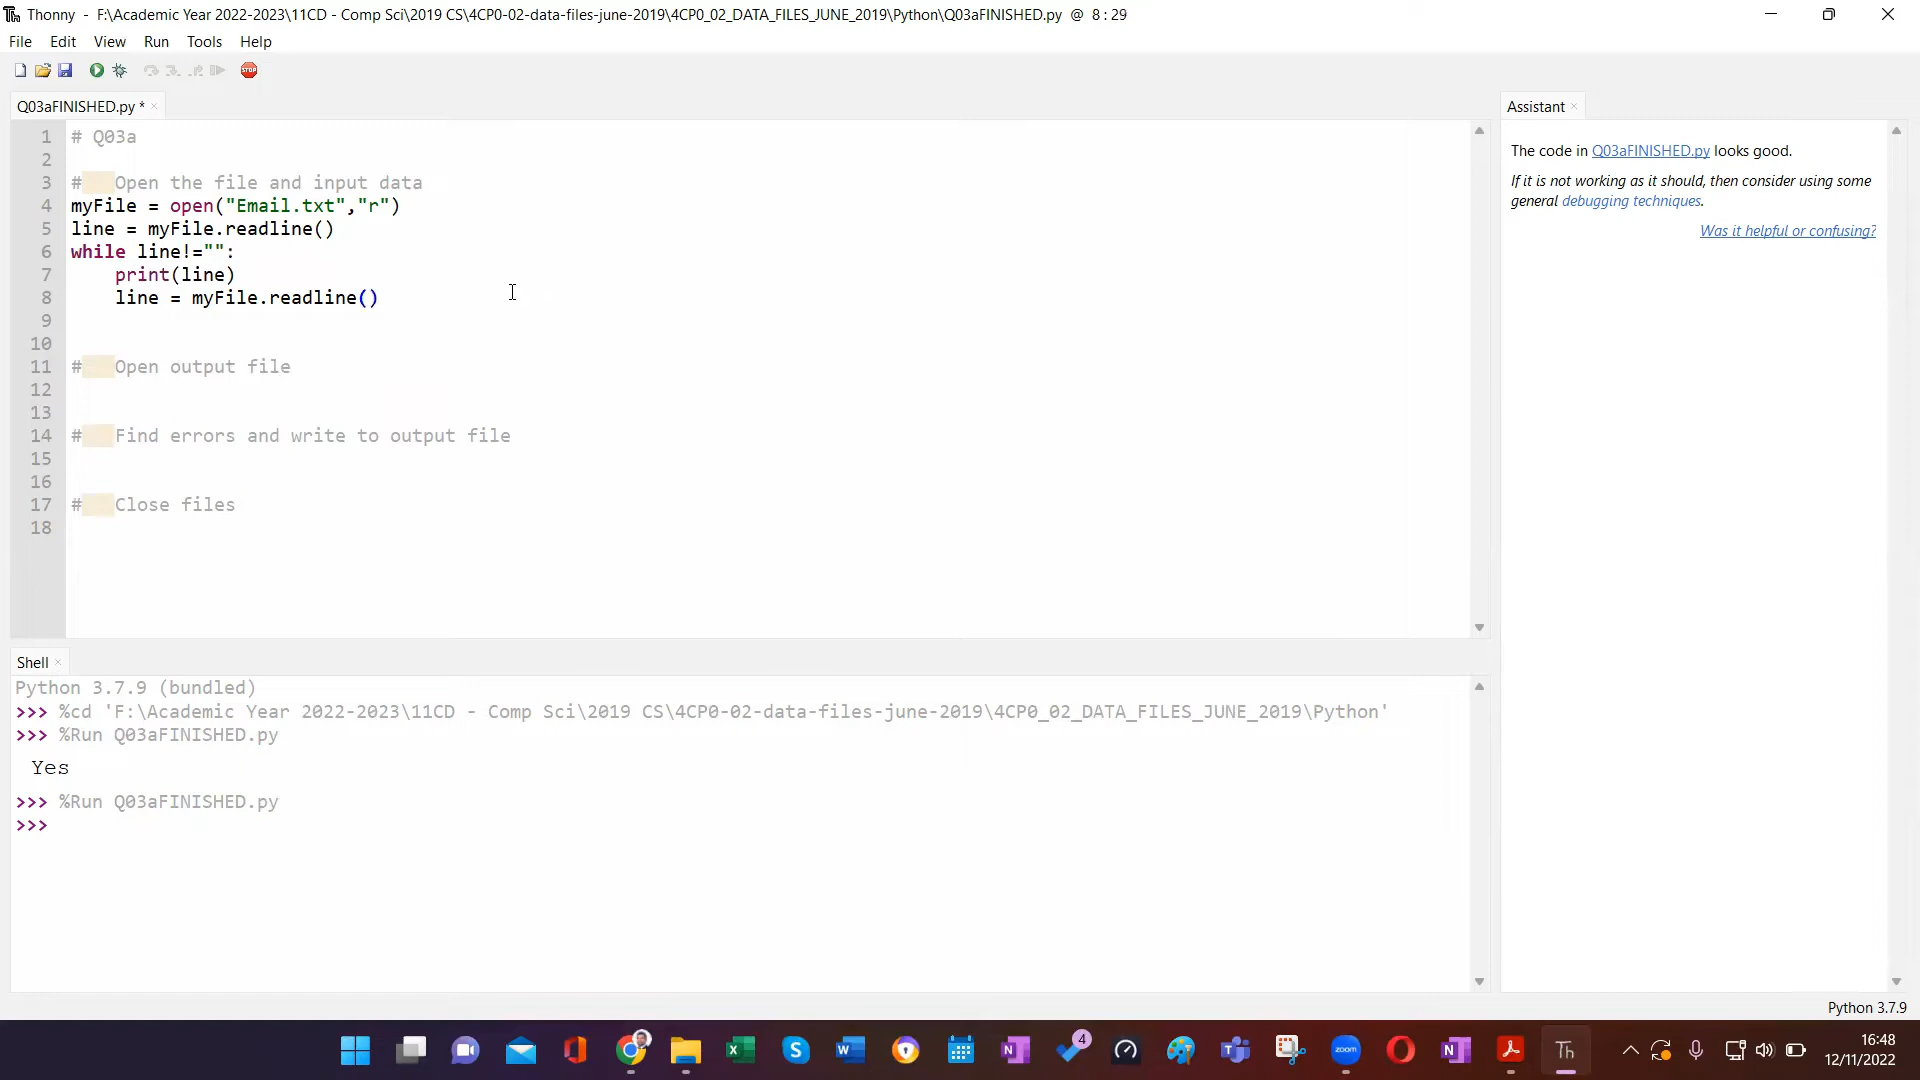 Thonny - F:\Academic Year 2022-2023\11CD - Comp Sci\2019 CS\4CP0-02-data-files-june-2019\4CP0_02_DATA_FILES_JUNE_2019\Python\Q03aFINISHED.py @ 8:29
File Edit View Run Tools Help
STOP
Q03aFINISHED.py * ×
Assistant ×
1 # Q03a
2
3 #   Open the file and input data
4 myFile = open("Email.txt","r")
5 line = myFile.readline()
6 while line!="":
7     print(line)
8     line = myFile.readline()
9
10
11 #   Open output file
12
13
14 #   Find errors and write to output file
15
16
17 #   Close files
18
The code in Q03aFINISHED.py looks good.
If it is not working as it should, then consider using some
general debugging techniques.
Was it helpful or confusing?
Shell ×
Python 3.7.9 (bundled)
>>> %cd 'F:\Academic Year 2022-2023\11CD - Comp Sci\2019 CS\4CP0-02-data-files-june-2019\4CP0_02_DATA_FILES_JUNE_2019\Python'
>>> %Run Q03aFINISHED.py
Yes
>>> %Run Q03aFINISHED.py
>>>
Python 3.7.9
4
zoom
Th
16:48
12/11/2022